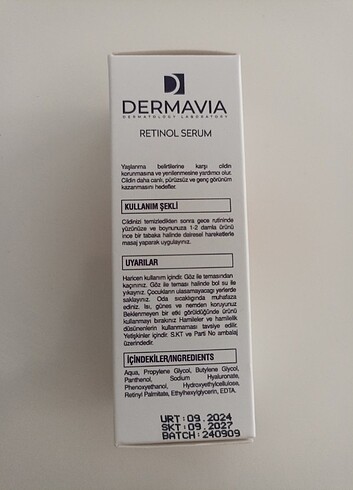 D
DERMAVIA
DERMATOLOGY LABORATORY
RETINOL SERUM
Yaşlanma belirtilerine karşı cildin
korunmasına ve yenilenmesine yardımcı olur.
Cildin daha canlı, pürüzsüz ve genç görünüm
kazanmasını hedefler.
KULLANIM ŞEKLİ
Cildinizi temizledikten sonra gece rutininde
yüzünüze ve boynunuza 1-2 damla ürünü
ince bir tabaka halinde dairesel hareketlerle
masaj yaparak uygulayınız.
UYARILAR
Haricen kullanım içindir. Göz ile temasından
kaçınınız. Göz ile teması halinde bol su ile
yıkayınız. Çocukların ulaşamayacağı yerlerde
saklayınız. Oda sıcaklığında muhafaza
ediniz. Isı, güneş ve nemden koruyunuz.
Beklenmeyen bir etki görüldüğünde ürünü
kullanmayı bırakınız. Hamileler ve hamilelik
düşünenlerin kullanmaması tavsiye edilir.
Yetişkinler içindir. S.KT ve Parti No ambalaj
üzerindedir.
İÇİNDEKİLER/INGREDIENTS
Aqua, Propylene Glycol, Butylene Glycol,
Panthenol, Sodium Hyaluronate,
Phenoxyethanol, Hydroxyethylcellulose,
Retinyl Palmitate, Ethylhexylglycerin, EDTA.
URT:09.2024
SKT:09.2027
BATCH:240909